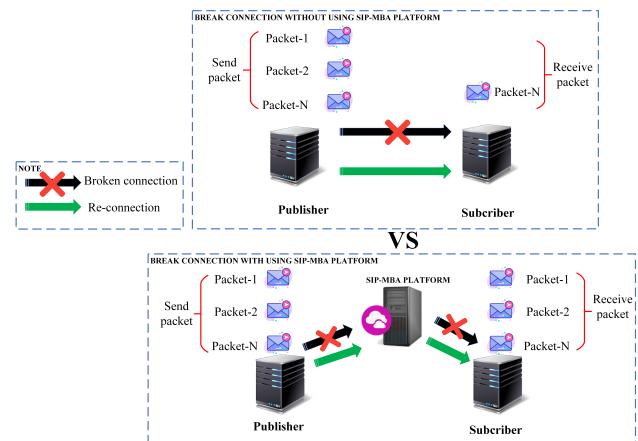 BREAK CONNECTION WITHOUT USING SIP-MBA PLATFORM
Packet-1
Send
packet
Packet-2
Packet-N
Packet-N
Receive
packet
Publisher
Subcriber
NOTE
Broken connection
Re-connection
VS
BREAK CONNECTION WITH USING SIP-MBA PLATFORM
Packet-1
Send
packet
Packet-2
Packet-N
SIP-MBA PLATFORM
Packet-1
Packet-2
Packet-N
Receive
packet
Publisher
Subcriber